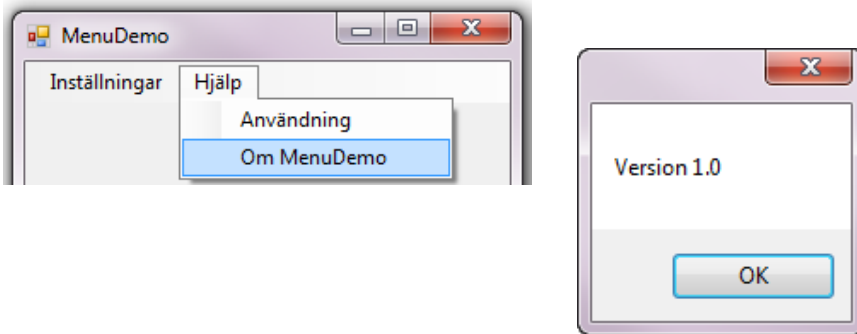 MenuDemo
Inställningar Hjälp
Användning
Om MenuDemo
Version 1.0
OK